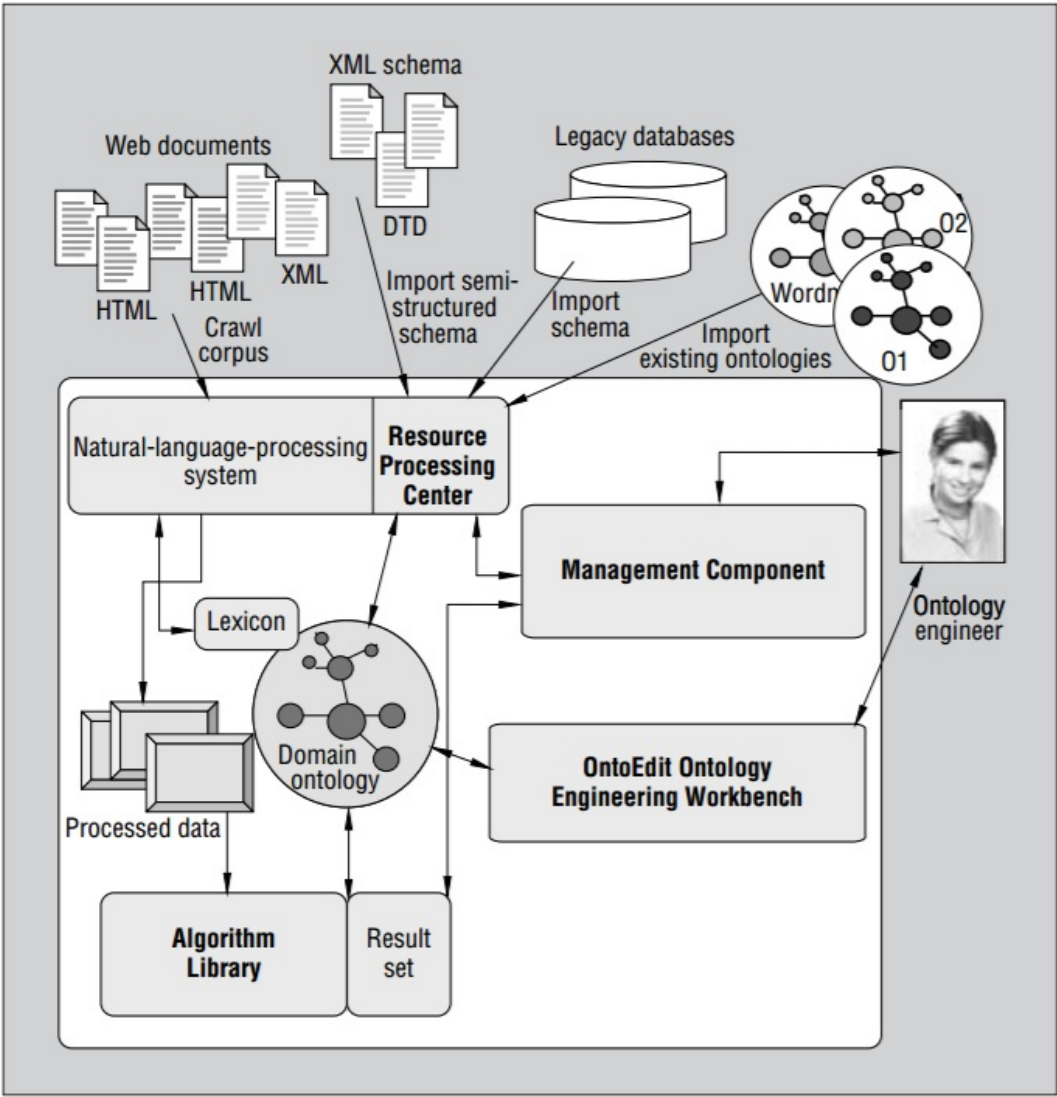 XML schema
Web documents
Legacy databases
DTD
HTML
HTML
XML
O2
O1
Crawl
corpus
Import semi-
structured
schema
Import
schema
Import
existing ontologies
Natural-language-processing
system
Resource
Processing
Center
Management Component
Ontology
engineer
Lexicon
Domain
ontology
OntoEdit Ontology
Engineering Workbench
Processed data
Algorithm
Library
Result
set